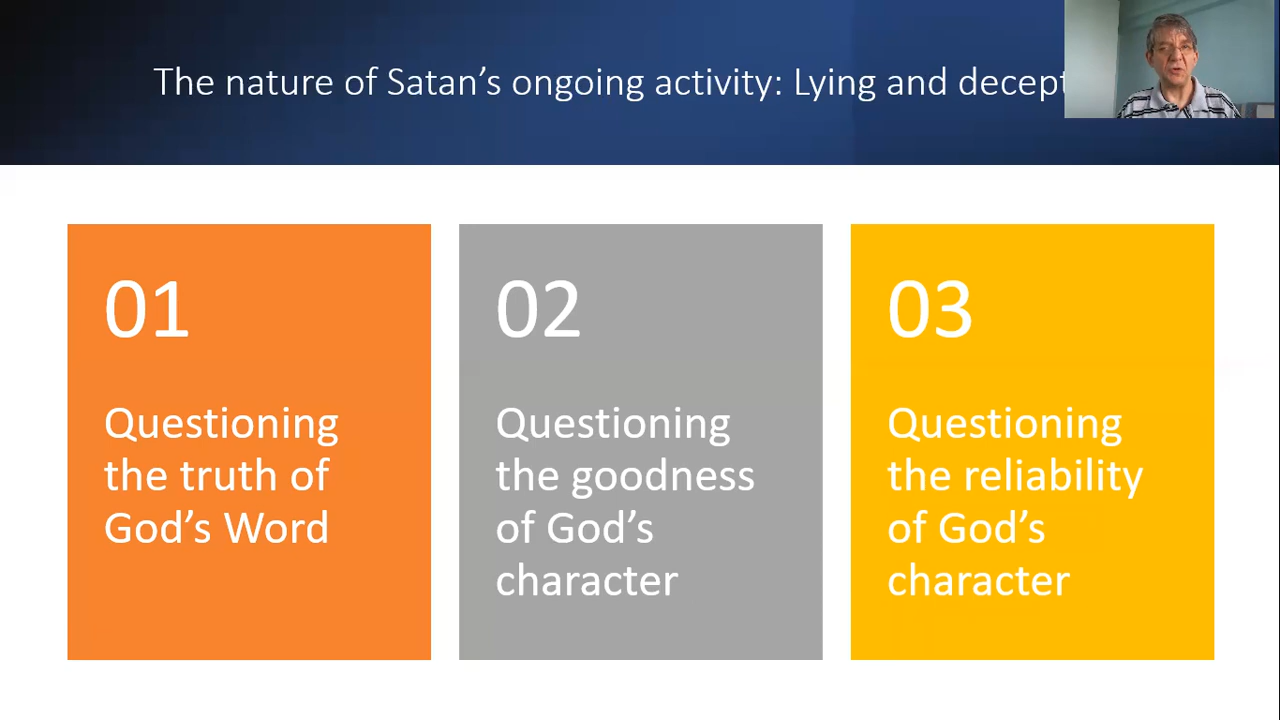 The nature of Satan’s ongoing activity: Lying and decept
01
Questioning
the truth of
God’s Word
02
Questioning
the goodness
of God’s
character
03
Questioning
the reliability
of God’s
character